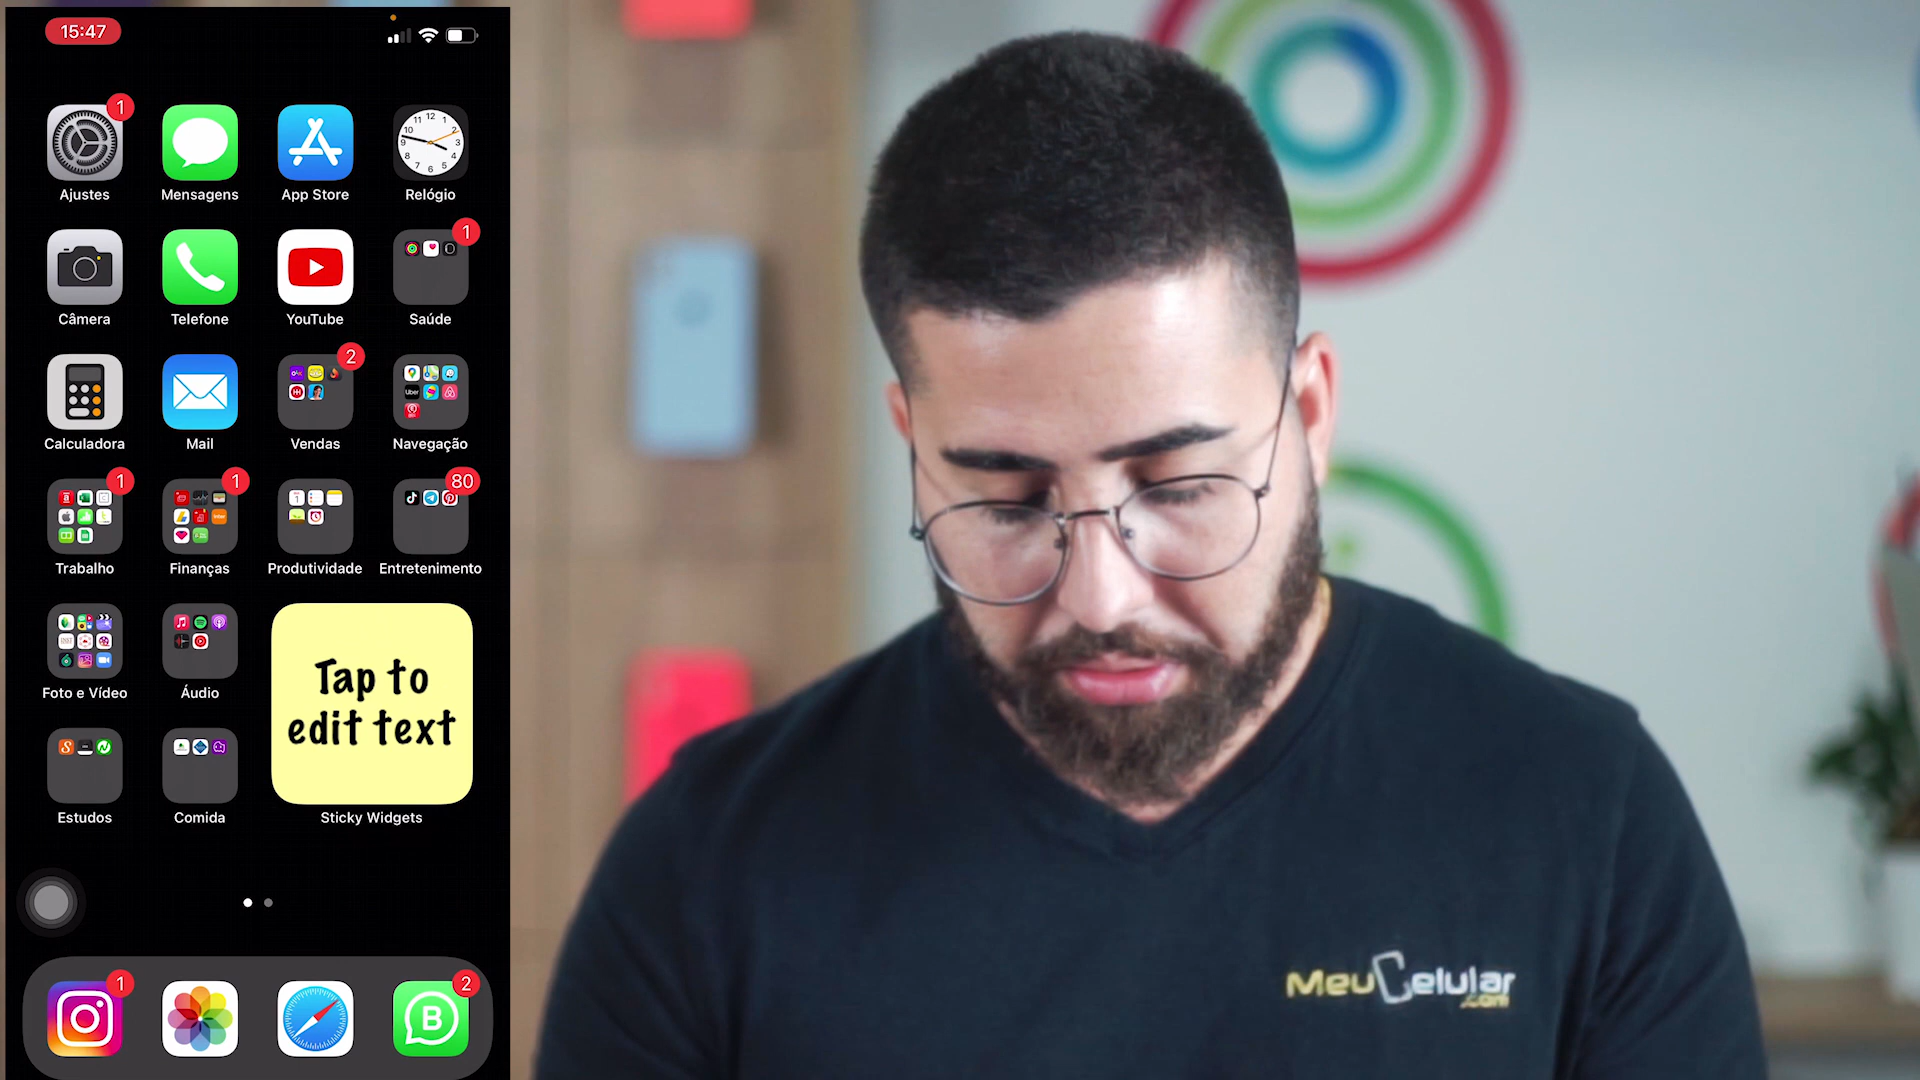 15:47
1
Ajustes
Mensagens
App Store
Relógio
1
Câmera
Telefone
YouTube
Saúde
2
Calculadora
Mail
Vendas
Navegação
1
1
80
Trabalho
Finanças
Produtividade
Entretenimento
Foto e Vídeo
Áudio
Tap to
edit text
Estudos
Comida
Sticky Widgets
1
2
B
MeuCelular
.com